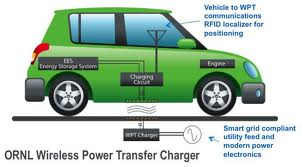 Vehicle to WPT
communications
RFID localizer for
positioning
EES
Energy Storage System
Charging
Circuit
Engine
WPT Charger
Smart grid compliant
utility feed and
modern power
electronics
ORNL Wireless Power Transfer Charger